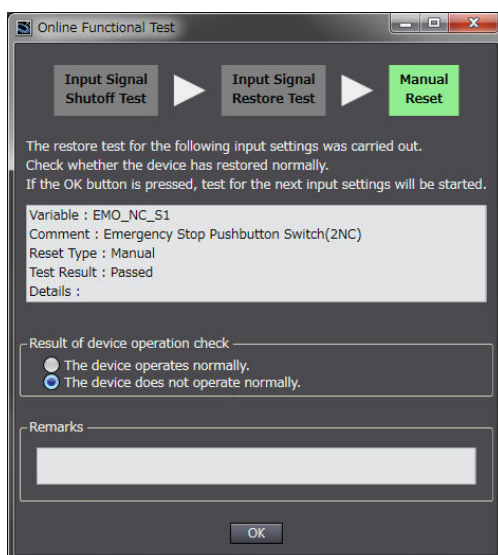 Online Functional Test
Input Signal
Shutoff Test
Input Signal
Restore Test
Manual
Reset
The restore test for the following input settings was carried out.
Check whether the device has restored normally.
If the OK button is pressed, test for the next input settings will be started.
Variable : EMO_NC_S1
Comment : Emergency Stop Pushbutton Switch(2NC)
Reset Type : Manual
Test Result : Passed
Details :
Result of device operation check
The device operates normally.
The device does not operate normally.
Remarks
OK